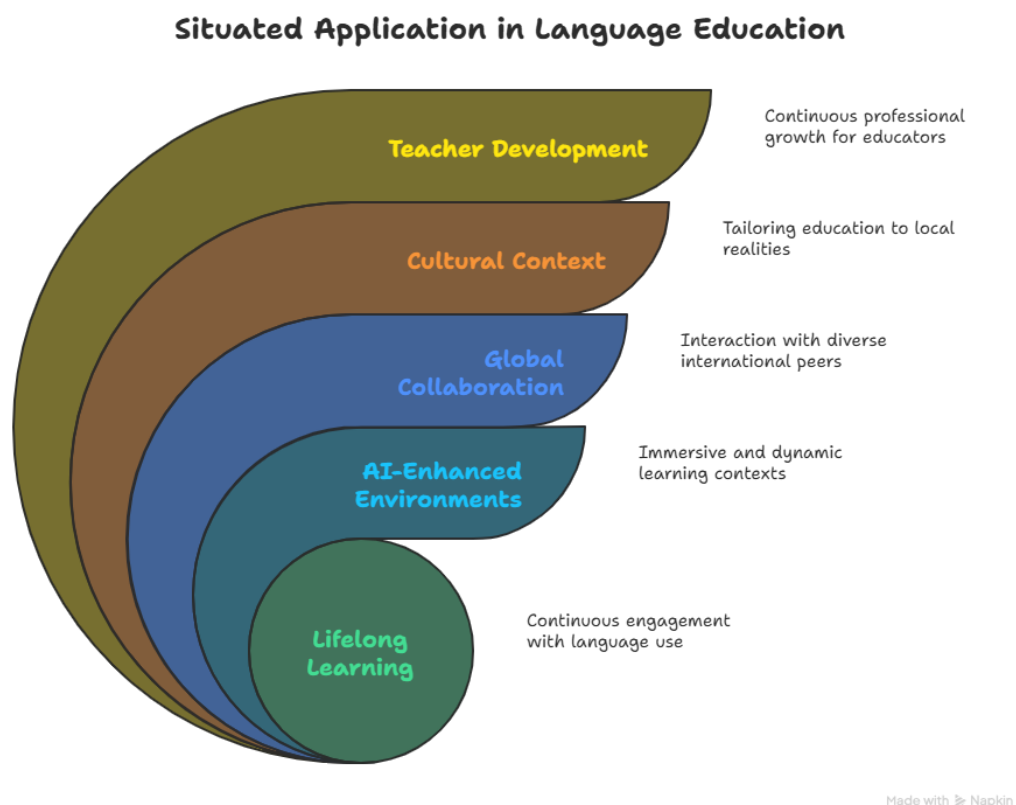 Situated Application in Language Education
Teacher Development
Continuous professional
growth for educators
Cultural Context
Tailoring education to local
realities
Global
Collaboration
Interaction with diverse
international peers
AI-Enhanced
Environments
Immersive and dynamic
learning contexts
Lifelong
Learning
Continuous engagement
with language use
Made with Napkin